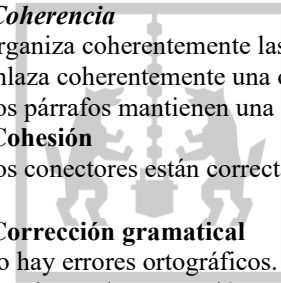 Coherencia
rganiza coherentemente las
nlaza coherentemente una
os párrafos mantienen una
Cohesión
os conectores están
Corrección gramatical
o hay errores ortográficos.